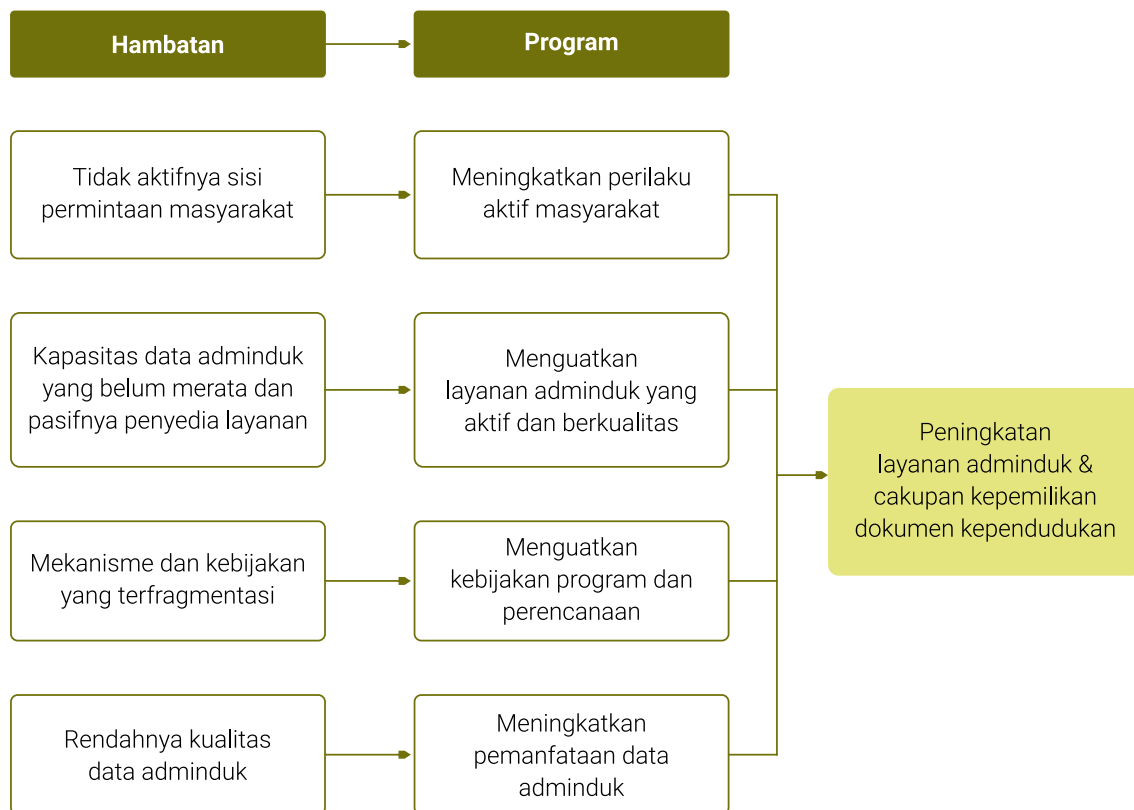 Hambatan
Program
Tidak aktifnya sisi
permintaan masyarakat
Meningkatkan perilaku
aktif masyarakat
Kapasitas data adminduk
yang belum merata dan
pasifnya penyedia layanan
Menguatkan
layanan adminduk yang
aktif dan berkualitas
Mekanisme dan kebijakan
yang terfragmentasi
Menguatkan
kebijakan program dan
perencanaan
Rendahnya kualitas
data adminduk
Meningkatkan
pemanfataan data
adminduk
Peningkatan
layanan adminduk &
cakupan kepemilikan
dokumen kependudukan